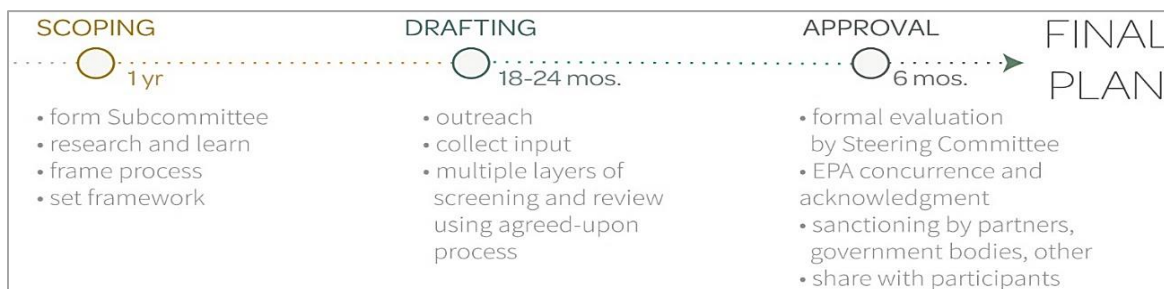 SCOPING
1 yr
• form Subcommittee
• research and learn
• frame process
• set framework
DRAFTING
18-24 mos.
• outreach
• collect input
• multiple layers of
screening and review
using agreed-upon
process
APPROVAL
6 mos.
• formal evaluation
by Steering Committee
• EPA concurrence and
acknowledgment
• sanctioning by partners,
government bodies, other
• share with participants
FINAL
PLAN